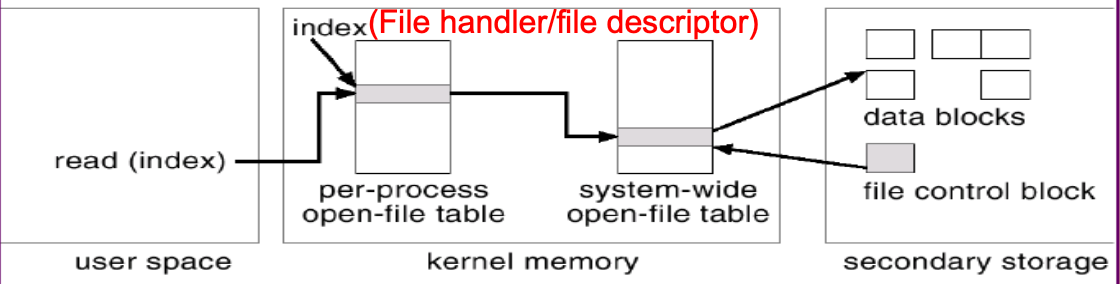 index(File handler/file descriptor)
read (index)
per-process
open-file table
system-wide
open-file table
data blocks
file control block
user space
kernel memory
secondary storage